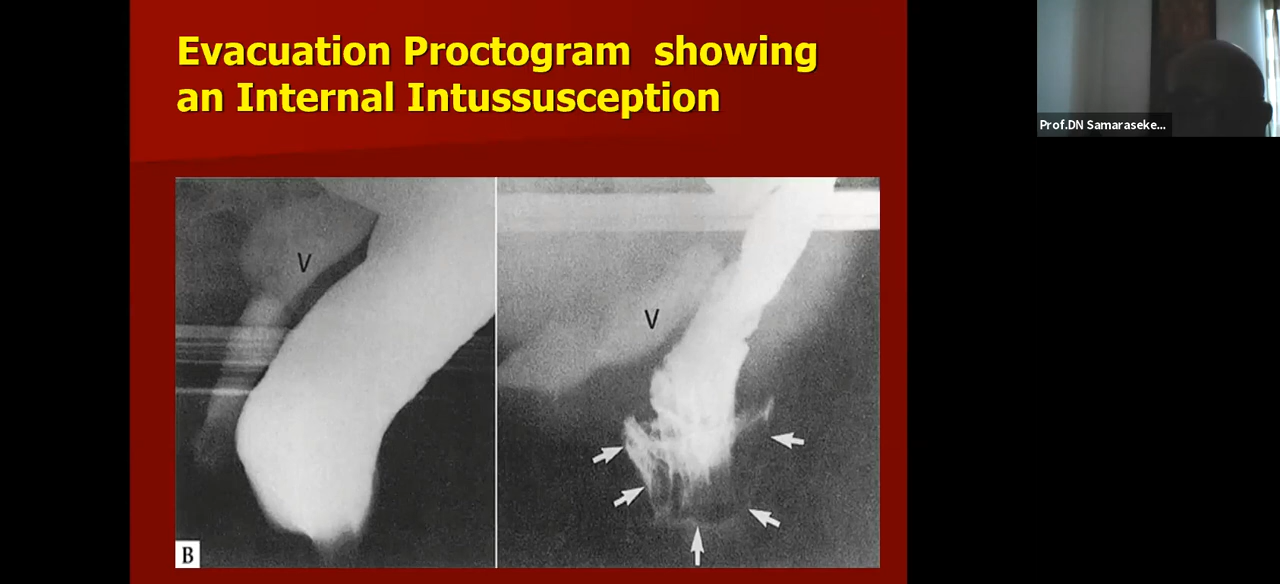 Evacuation Proctogram showing
an Internal Intussusception
Prof.DN Samaraseke...
V
V
B